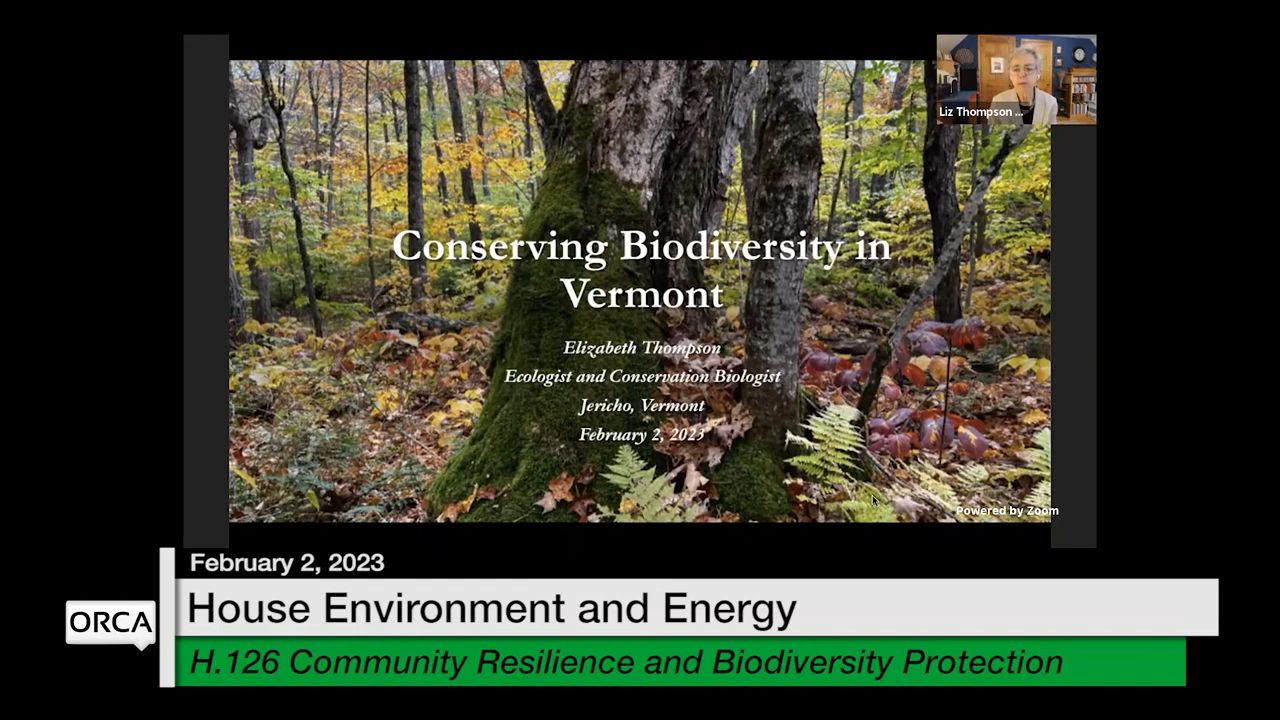 Liz Thompson ...
Conserving Biodiversity in
Vermont
Elizabeth Thompson
Ecologist and Conservation Biologist
Jericho, Vermont
February 2, 2023
Powered by Zoom
February 2, 2023
House Environment and Energy
ORCA
H.126 Community Resilience and Biodiversity Protection